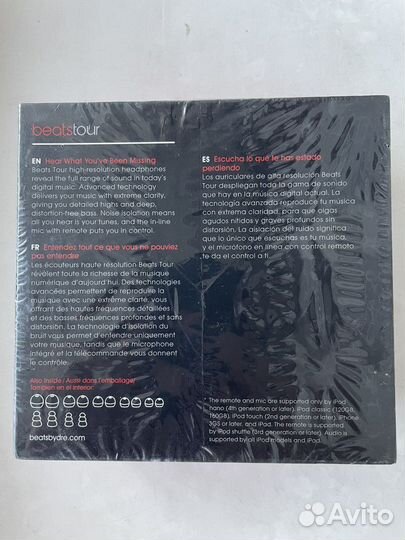 beatstour
EN Hear What You've Been Missing
Beats Tour high-resolution headphones
reveal the full range of sound in today's
digital music. Advanced technology
delivers your music with extreme clarity,
giving you detailed highs and deep,
distortion-free bass. Noise isolation means
all you hear is your tunes, and the in-line
mic with remote puts you in control.
FR Entendez tout ce que vous ne pouviez
pas entendre
Les écouteurs haute résolution Beats Tour
révèlent toute la richesse de la musique
numérique d'aujourd'hui. Des technologies
avancées permettent de reproduire la
musique avec une extrême clarté, vous
offrant des hautes fréquences détaillées
et des basses fréquences profondes et sans
distorsion. La technologie d'isolation du
bruit vous permet d'entendre uniquement
votre musique, tandis que le microphone
intégré et la télécommande vous donnent
le contrôle.
Also Inside / Aussi dans l'emballage/
También en el interior:
beatsbydre.com
ES Escucha lo que te has estado
perdiendo
Los auriculares de alta resolución Beats
Tour despliegan toda la gama de sonido
que hay en la música digital actual. La
tecnología avanzada reproduce tu música
con extrema claridad, para que oigas
agudos nítidos y graves profundos sin
distorsión. La aislación del ruido significa
que lo único que escuchas es tu música,
y el micrófono en línea con control remoto
te da el control a ti.
* The remote and mic are supported only by iPod
nano (4th generation or later), iPod classic (120GB,
160GB), iPod touch (2nd generation or later), iPhone
3GS or later, and iPad. The remote is supported
by iPod shuffle (3rd generation or later). Audio is
supported by all iPod models and iPad.
Avito